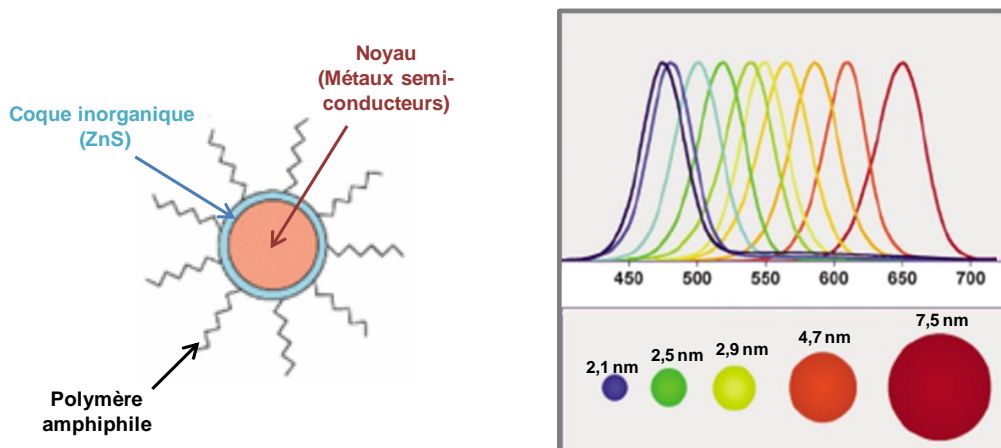 Noyau
(Métaux semi-
conducteurs)
Coque inorganique
(ZnS)
Polymère
amphiphile
450 500 550 600 650 700
2,1 nm 2,5 nm 2,9 nm 4,7 nm 7,5 nm